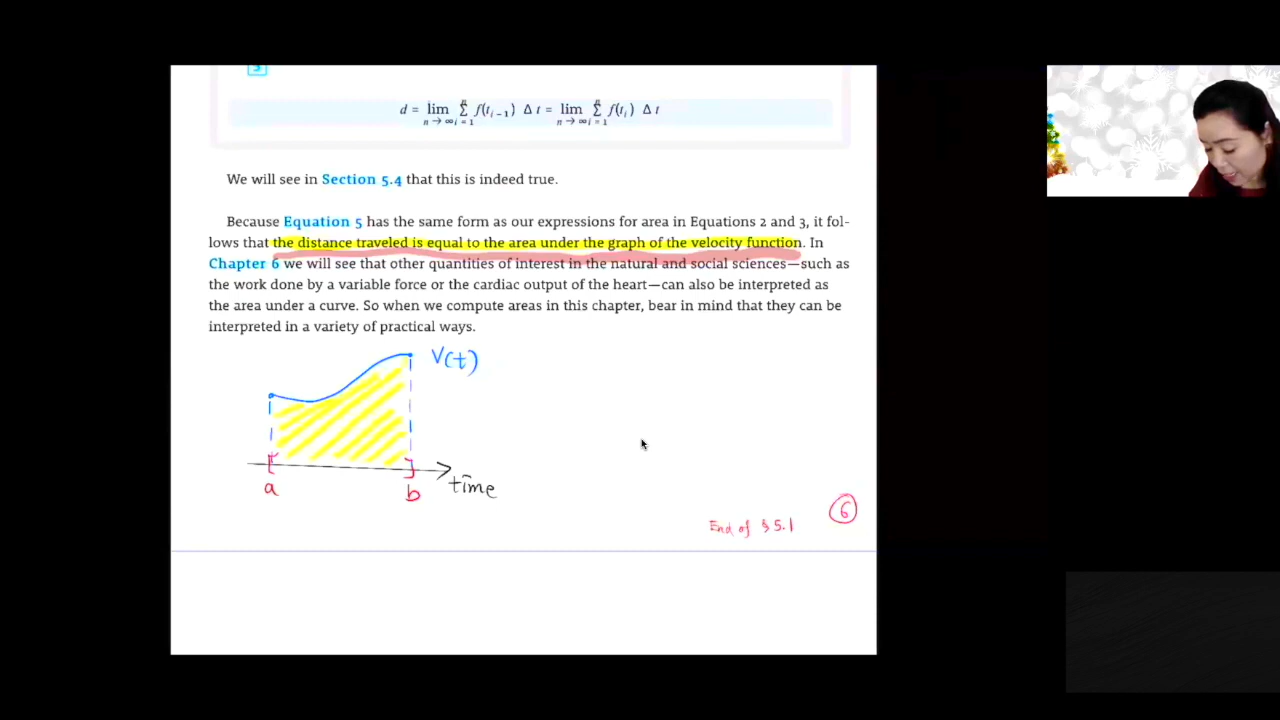 5
d = lim n → ∞ n Σ i = 1 f(t_{i-1}) Δt = lim n → ∞ n Σ i = 1 f(t_i) Δt
We will see in Section 5.4 that this is indeed true.
Because Equation 5 has the same form as our expressions for area in Equations 2 and 3, it fol-
lows that the distance traveled is equal to the area under the graph of the velocity function. In
Chapter 6 we will see that other quantities of interest in the natural and social sciences—such as
the work done by a variable force or the cardiac output of the heart—can also be interpreted as
the area under a curve. So when we compute areas in this chapter, bear in mind that they can be
interpreted in a variety of practical ways.
V(t)
a
b
time
End of § 5.1
6